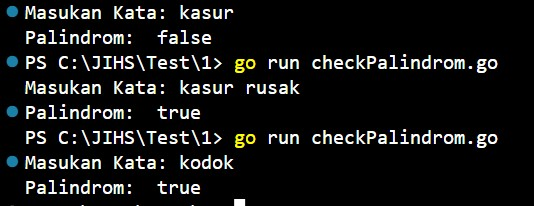 Masukan Kata: kasur
Palindrom:  false
PS C:\JIHS\Test\1> go run checkPalindrom.go
Masukan Kata: kasur rusak
Palindrom:  true
PS C:\JIHS\Test\1> go run checkPalindrom.go
Masukan Kata: kodok
Palindrom:  true